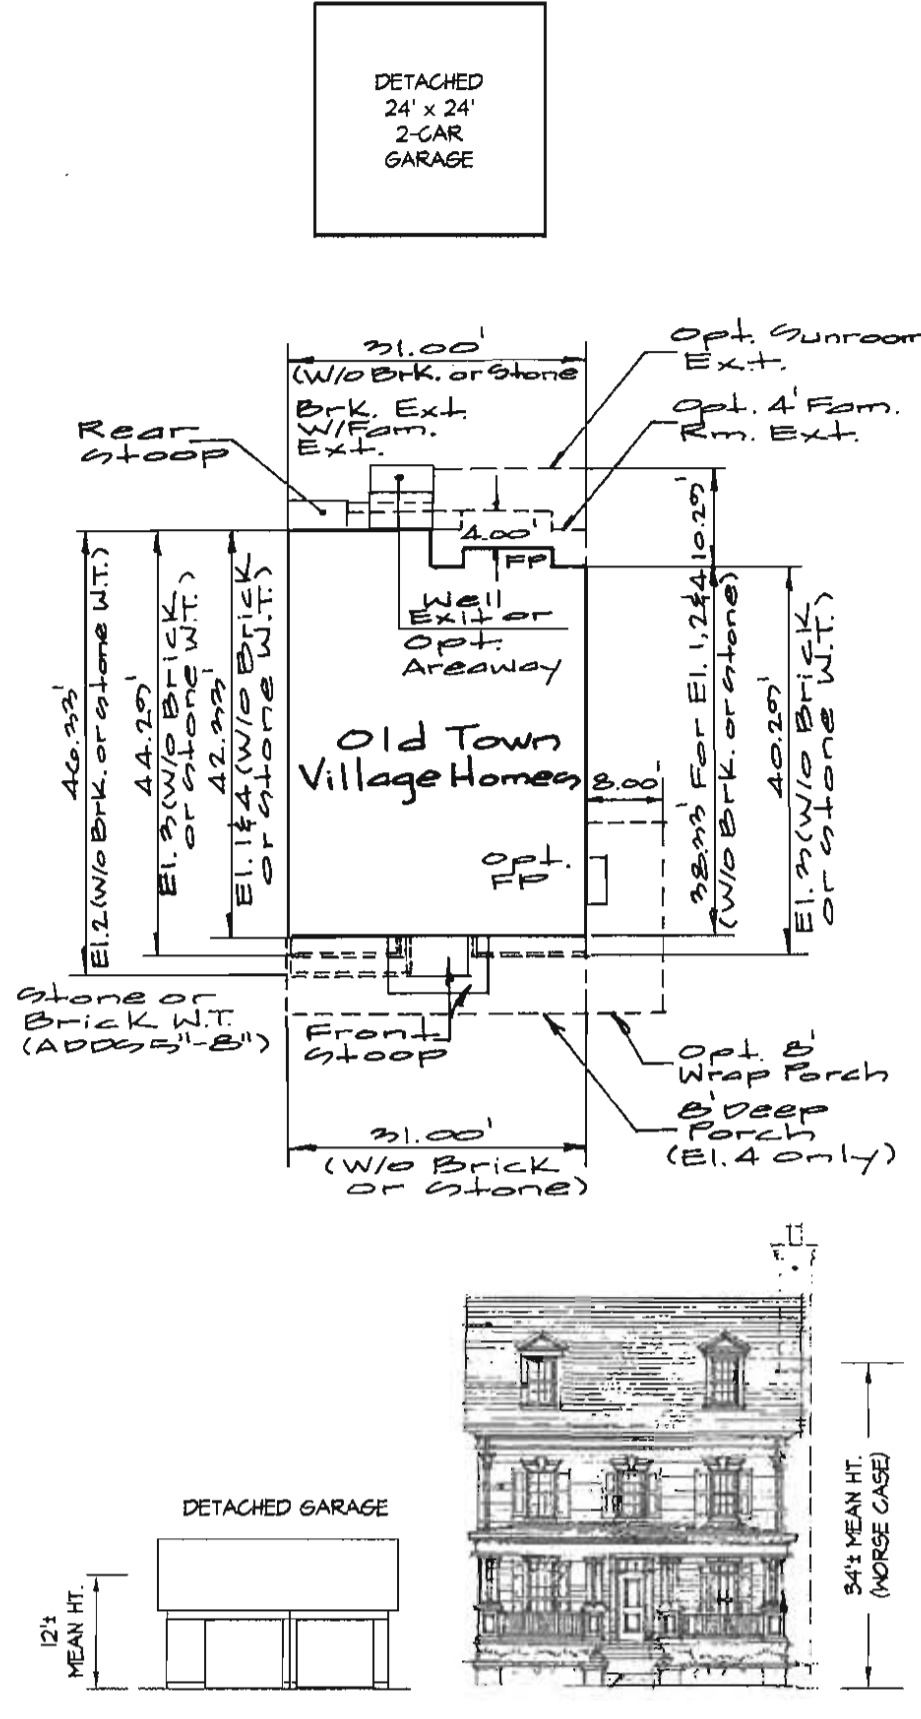 DETACHED
24' x 24'
2-CAR
GARAGE
31.00'
(W/o Brk. or Stone
Opt. Sunroom
Ext.
Brk. Ext.
W/Fam.
Ext.
Opt. 4' Fam.
Rm. Ext.
Rear
Stoop
4.00'
FP
Well
Exit or
Opt.
Areaway
46.33'
El.2 (W/o Brk. or Stone W.T.)
44.29'
El. 3 (W/o Brick
or Stone W.T.)
42.33'
El. 1 & 4 (W/o Brick
or Stone W.T.)
10.29'
38.33' For El. 1, 2 & 4
(W/o Brk. or Stone)
40.29'
El. 3 (W/o Brick
or Stone W.T.)
Old Town
Village Homes
8.00'
Opt.
FP
Stone or
Brick W.T.
(ADDS 5"-8")
Front
Stoop
Opt. 8'
Wrap Porch
8' Deep
Porch
(El. 4 Only)
31.00'
(W/o Brick
or Stone)
DETACHED GARAGE
12'±
MEAN HT.
34'± MEAN HT.
(WORSE CASE)